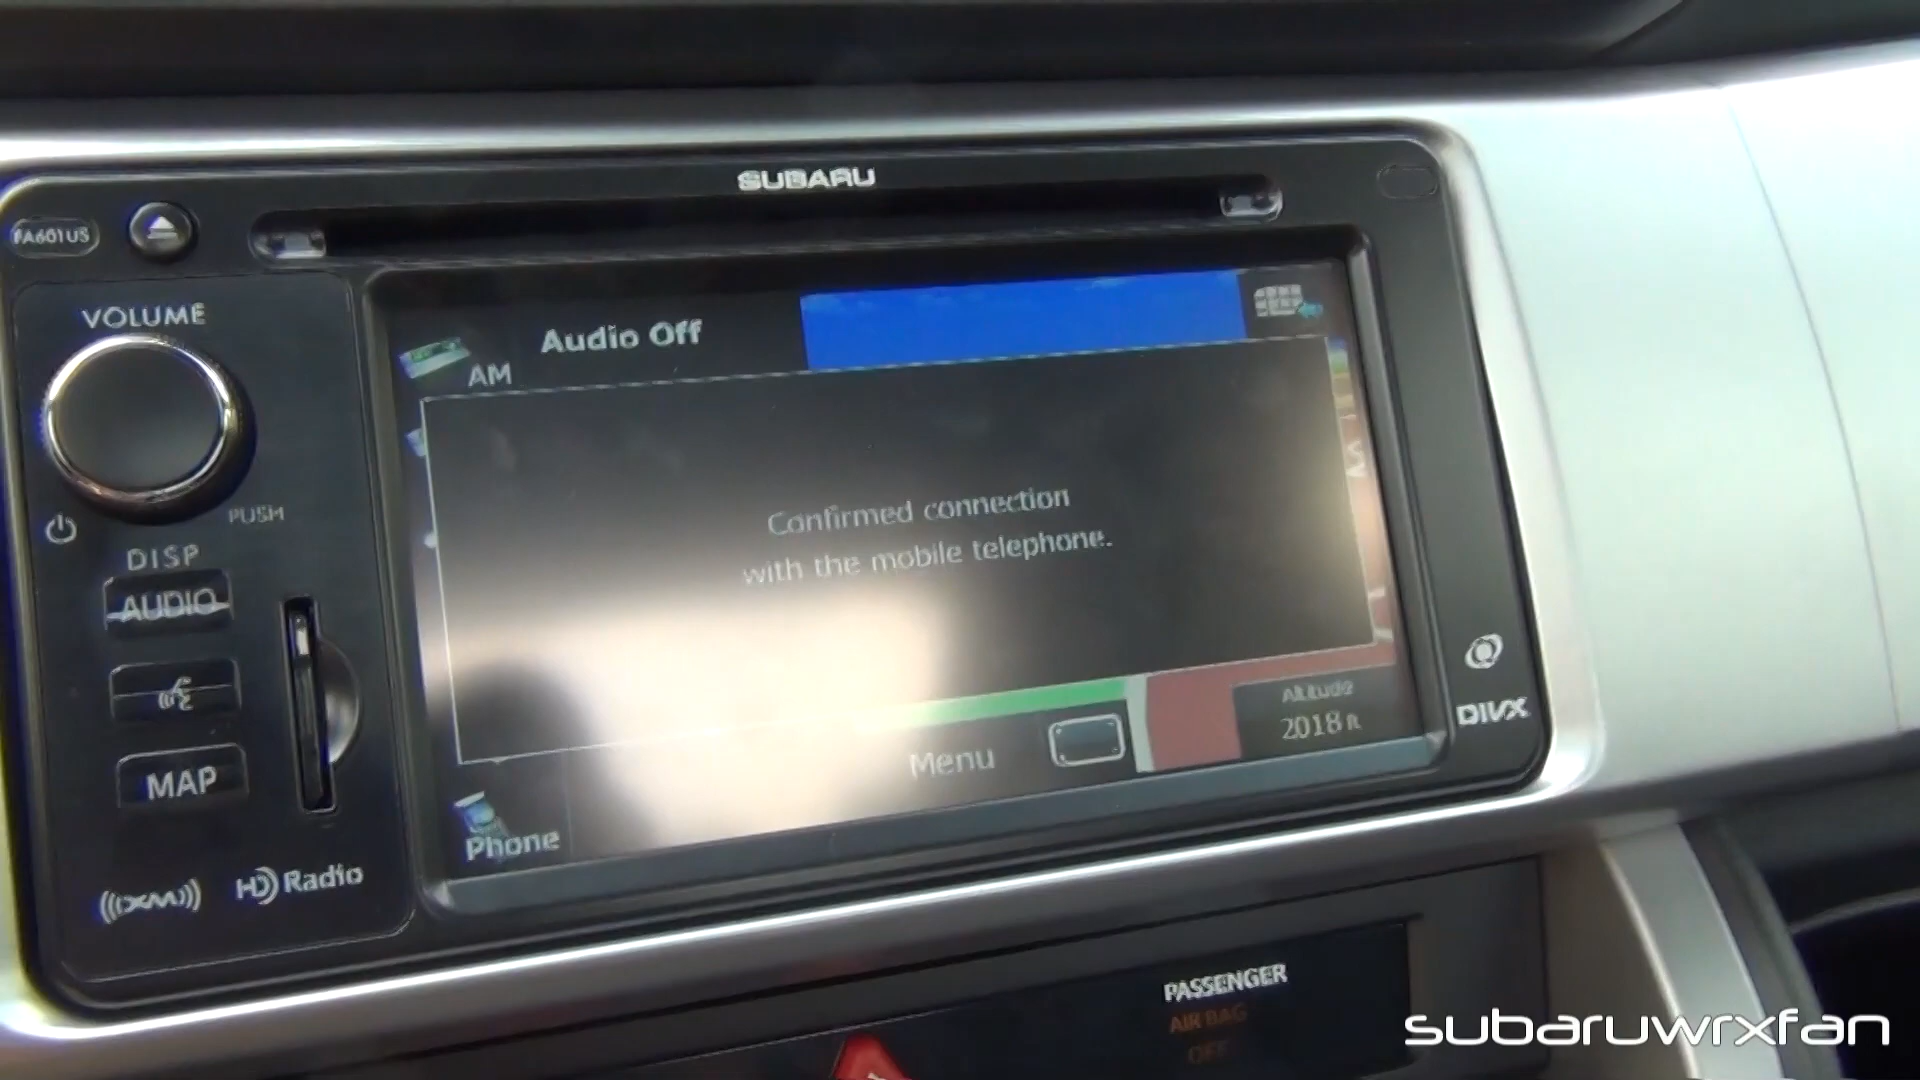 SUBARU
FA601US
VOLUME
PUSH
DISP
AUDIO
MAP
((XM))
HD Radio
Audio Off
AM
Confirmed connection
with the mobile telephone.
Menu
Altitude
2018 ft
Phone
DIVX
PASSENGER
AIR BAG
OFF
subaruwrxfan